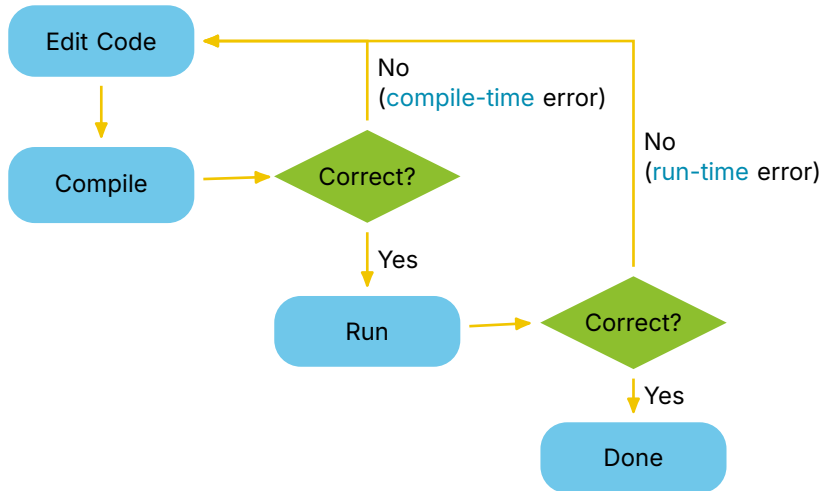 Edit Code
No
(compile-time error)
No
(run-time error)
Compile
Correct?
Yes
Run
Correct?
Yes
Done